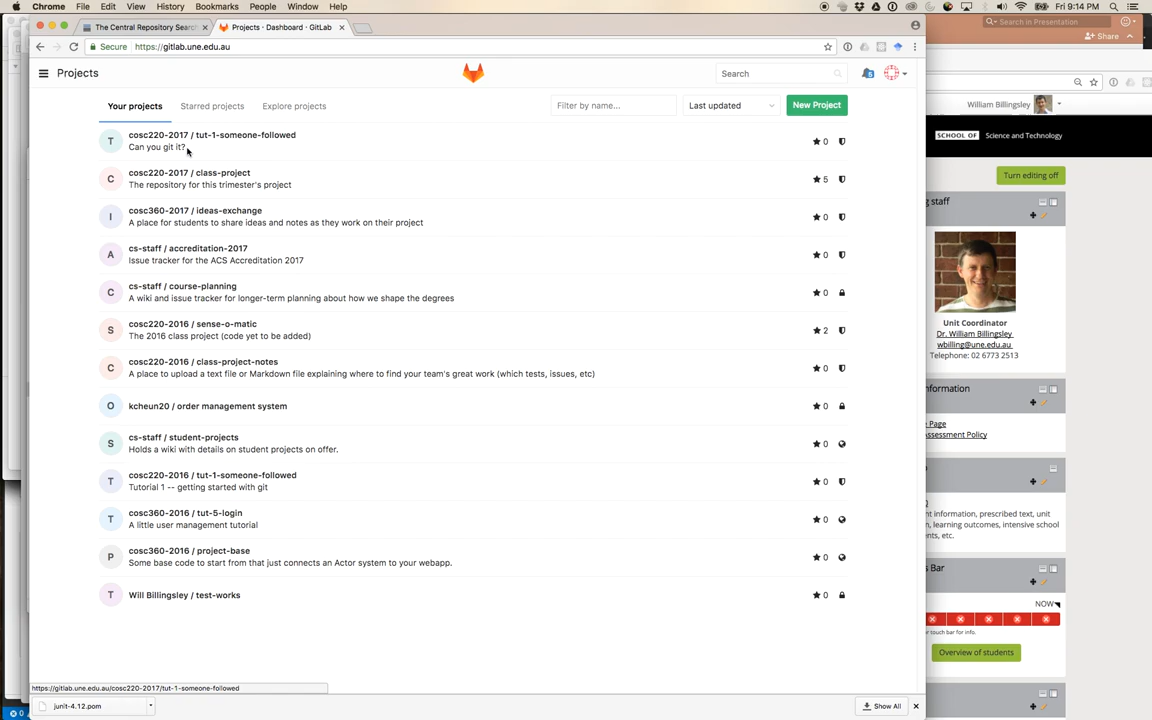 Chrome File Edit View History Bookmarks People Window Help
Fri 9:14 PM
The Central Repository Search
Projects · Dashboard · GitLab
Search in Presentation
Share
Secure https://gitlab.une.edu.au
Projects
Search
5
William Billingsley
Your projects Starred projects Explore projects
Filter by name...
Last updated
New Project
SCHOOL OF Science and Technology
T cosc220-2017 / tut-1-someone-followed
Can you git it?
0
C cosc220-2017 / class-project
The repository for this trimester's project
5
Turn editing off
I cosc360-2017 / ideas-exchange
A place for students to share ideas and notes as they work on their project
0
g staff
A cs-staff / accreditation-2017
Issue tracker for the ACS Accreditation 2017
0
C cs-staff / course-planning
A wiki and issue tracker for longer-term planning about how we shape the degrees
0
S cosc220-2016 / sense-o-matic
The 2016 class project (code yet to be added)
2
Unit Coordinator
Dr. William Billingsley
wbilling@une.edu.au
Telephone: 02 6773 2513
C cosc220-2016 / class-project-notes
A place to upload a text file or Markdown file explaining where to find your team's great work (which tests, issues, etc)
0
nformation
O kcheun20 / order management system
0
e Page
ssessment Policy
S cs-staff / student-projects
Holds a wiki with details on student projects on offer.
0
T cosc220-2016 / tut-1-someone-followed
Tutorial 1 -- getting started with git
0
T cosc360-2016 / tut-5-login
A little user management tutorial
0
nt information, prescribed text, unit
n, learning outcomes, intensive school
ents, etc.
P cosc360-2016 / project-base
Some base code to start from that just connects an Actor system to your webapp.
0
s Bar
T Will Billingsley / test-works
0
NOW
r touch bar for info.
Overview of students
https://gitlab.une.edu.au/cosc220-2017/tut-1-someone-followed
junit-4.12.pom
Show All
0